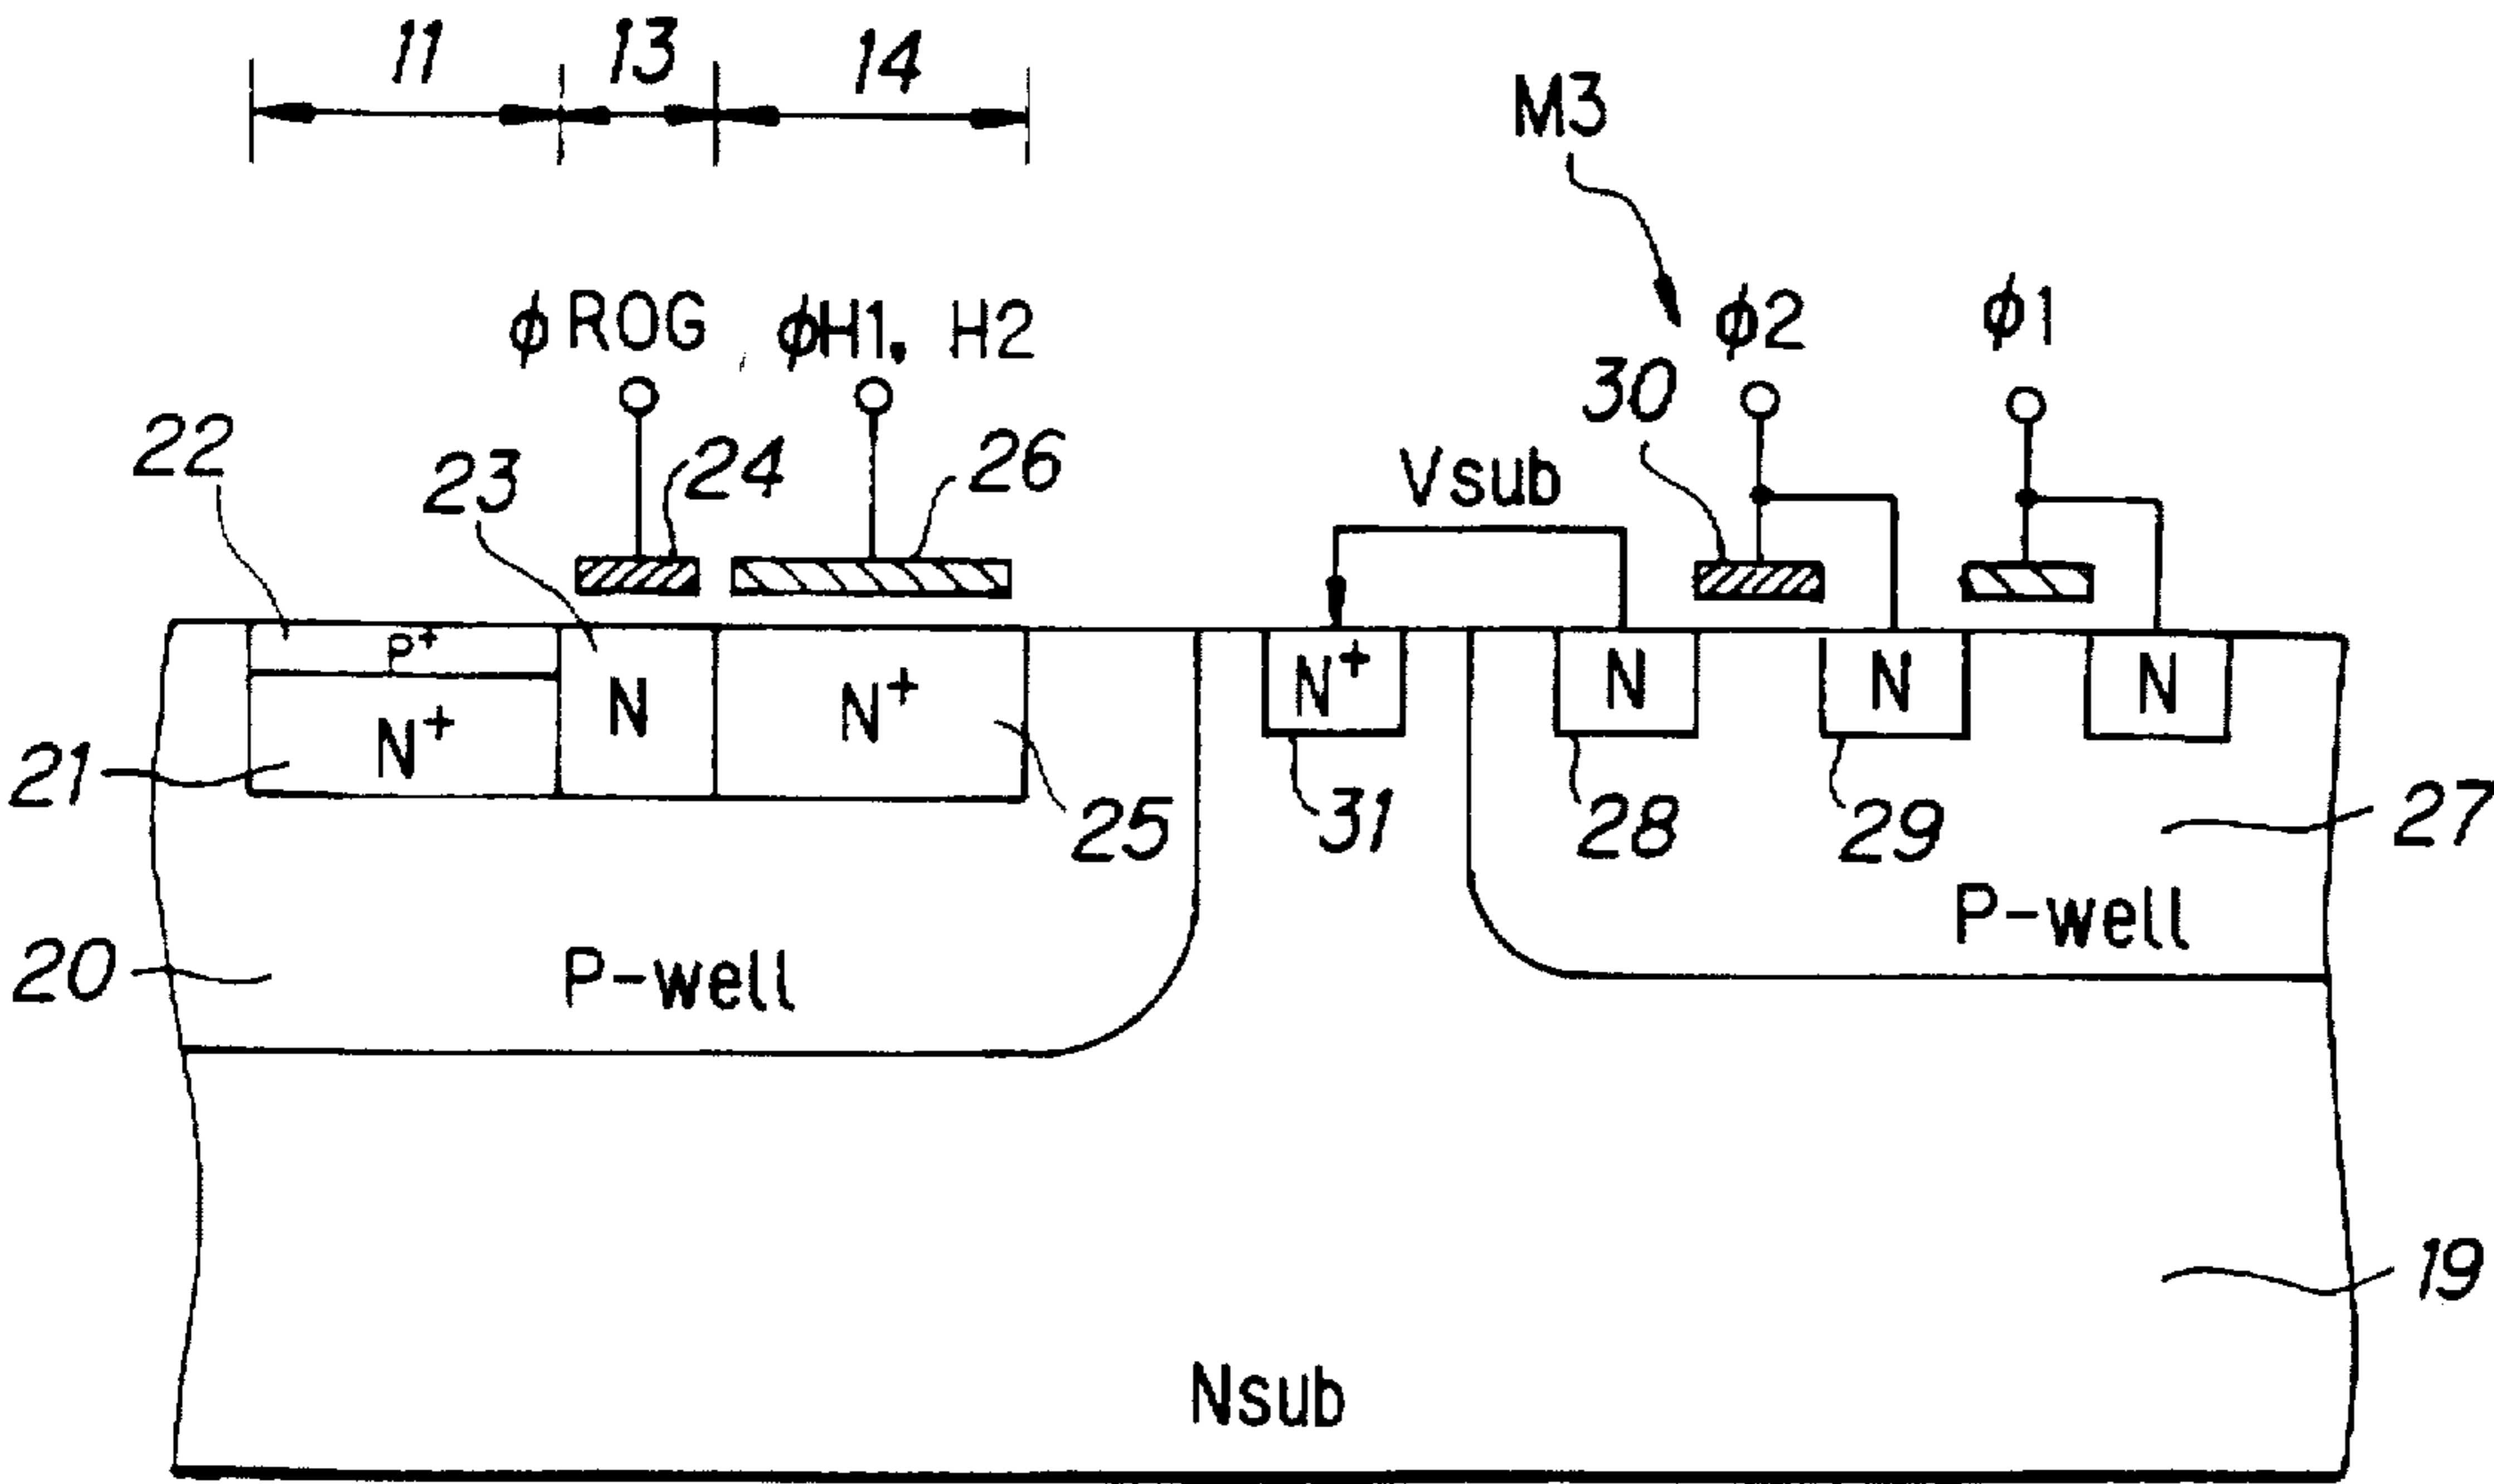 11 13 14
M3
φROG φH1. H2 φ2 φ1
22 23 24 26 Vsub 30
P+
N+ N N+ N+ N N N
21 25 31 28 29 27
20 P-well P-well
19
Nsub